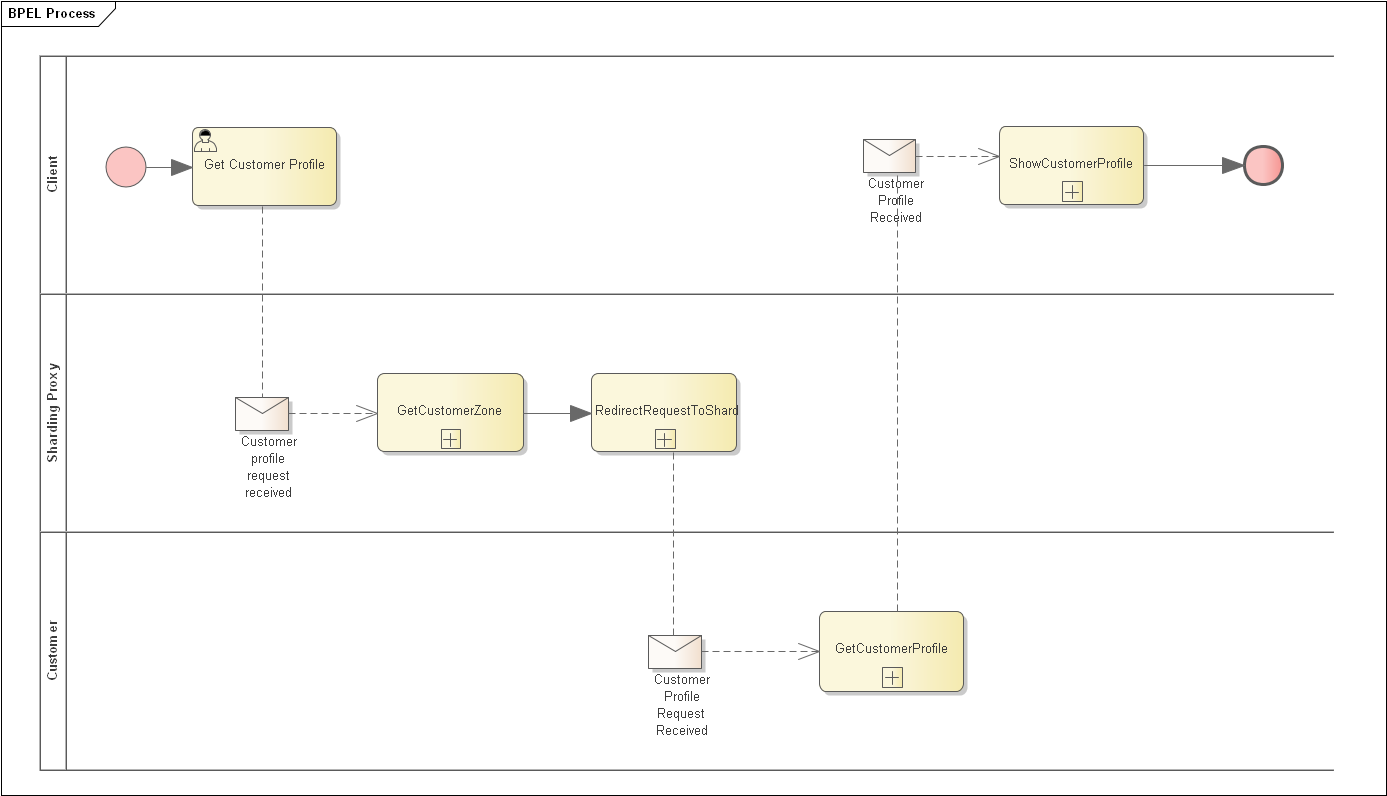 BPEL Process
Client
Get Customer Profile
Customer
Profile
Received
ShowCustomerProfile
Sharding Proxy
Customer
profile
request
received
GetCustomerZone
RedirectRequestToShard
Customer
Customer
Profile
Request
Received
GetCustomerProfile